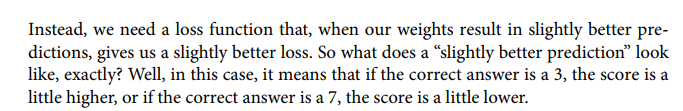 Instead, we need a loss function that, when our weights result in slightly better pre-
dictions, gives us a slightly better loss. So what does a “slightly better prediction” look
like, exactly? Well, in this case, it means that if the correct answer is a 3, the score is a
little higher, or if the correct answer is a 7, the score is a little lower.